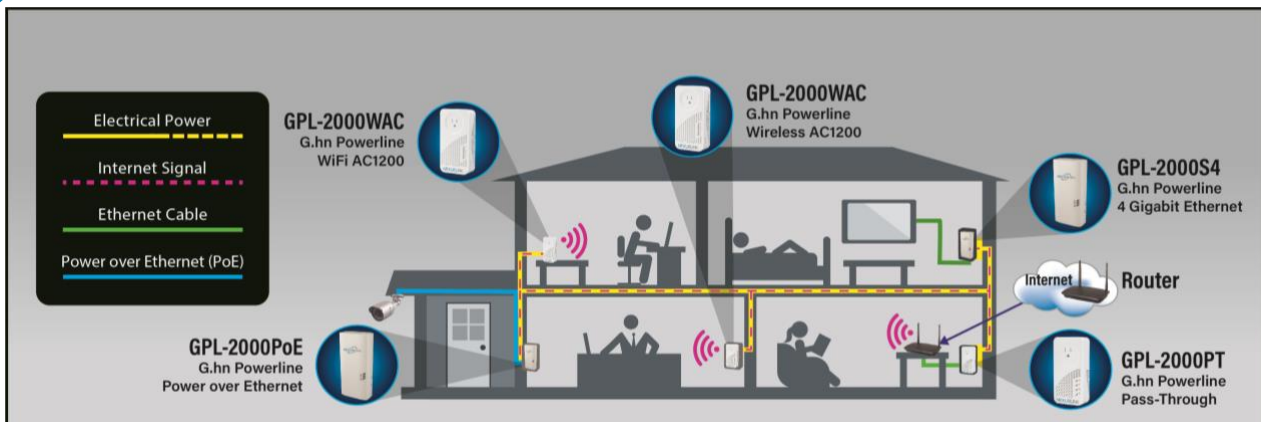 Electrical Power
Internet Signal
Ethernet Cable
Power over Ethernet (PoE)
GPL-2000WAC
G.hn Powerline
WiFi AC1200
GPL-2000WAC
G.hn Powerline
Wireless AC1200
GPL-2000S4
G.hn Powerline
4 Gigabit Ethernet
Internet
Router
GPL-2000PoE
G.hn Powerline
Power over Ethernet
GPL-2000PT
G.hn Powerline
Pass-Through